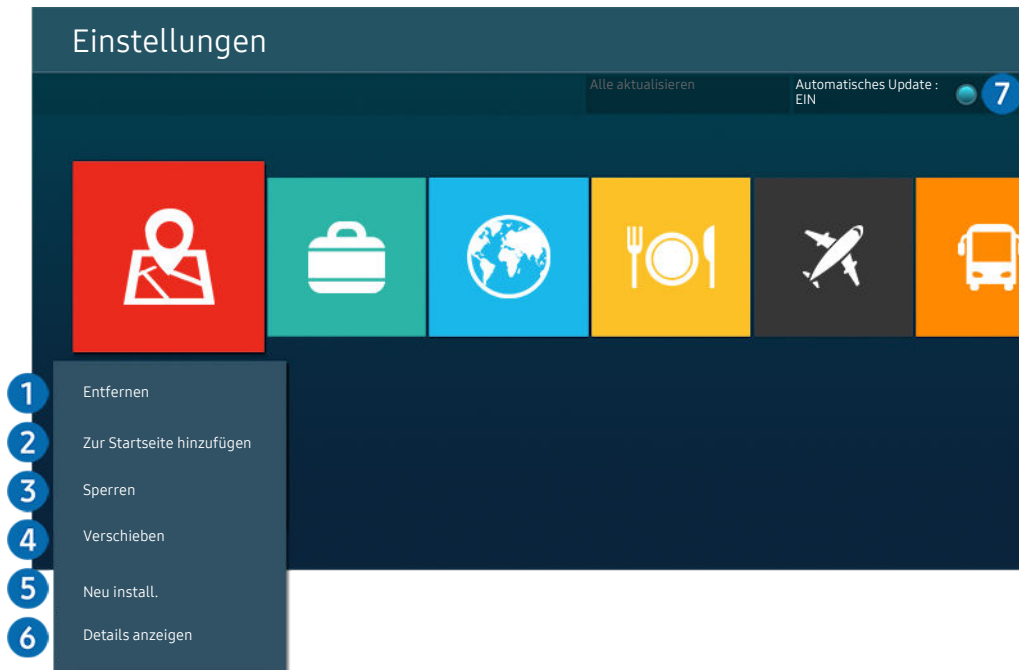 Einstellungen
Alle aktualisieren
Automatisches Update :
EIN
7
1
Entfernen
2
Zur Startseite hinzufügen
3
Sperren
4
Verschieben
5
Neu install.
6
Details anzeigen